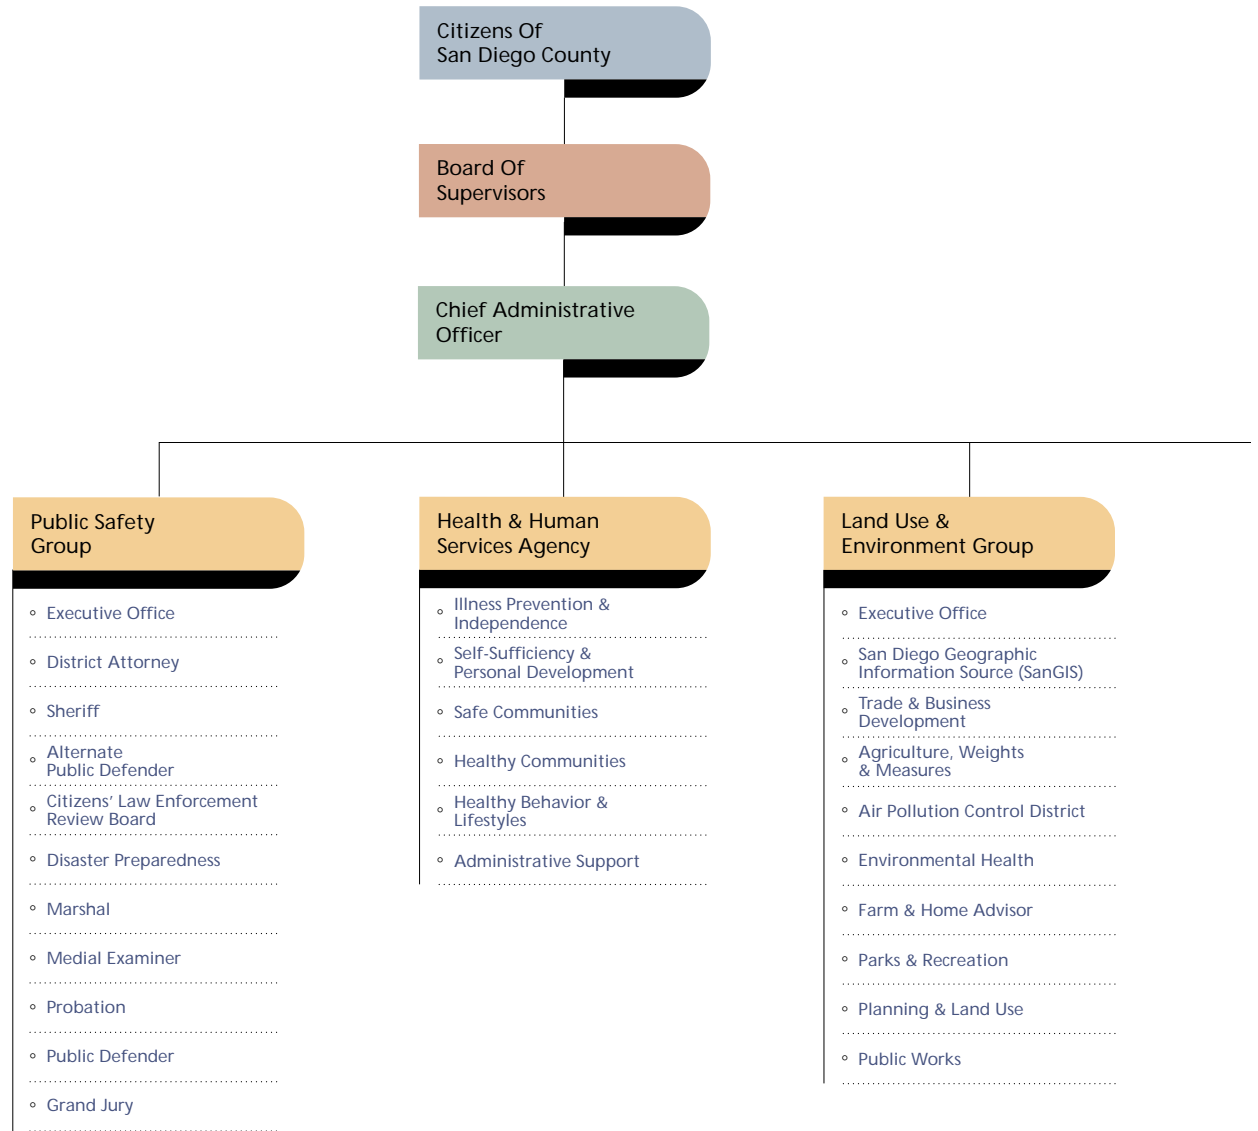 Citizens Of
San Diego County
Board Of
Supervisors
Chief Administrative
Officer
Public Safety
Group
Executive Office
District Attorney
Sheriff
Alternate
Public Defender
Citizens’ Law Enforcement
Review Board
Disaster Preparedness
Marshal
Medial Examiner
Probation
Public Defender
Grand Jury
Health & Human
Services Agency
Illness Prevention &
Independence
Self-Sufficiency &
Personal Development
Safe Communities
Healthy Communities
Healthy Behavior &
Lifestyles
Administrative Support
Land Use &
Environment Group
Executive Office
San Diego Geographic
Information Source (SanGIS)
Trade & Business
Development
Agriculture, Weights
& Measures
Air Pollution Control District
Environmental Health
Farm & Home Advisor
Parks & Recreation
Planning & Land Use
Public Works